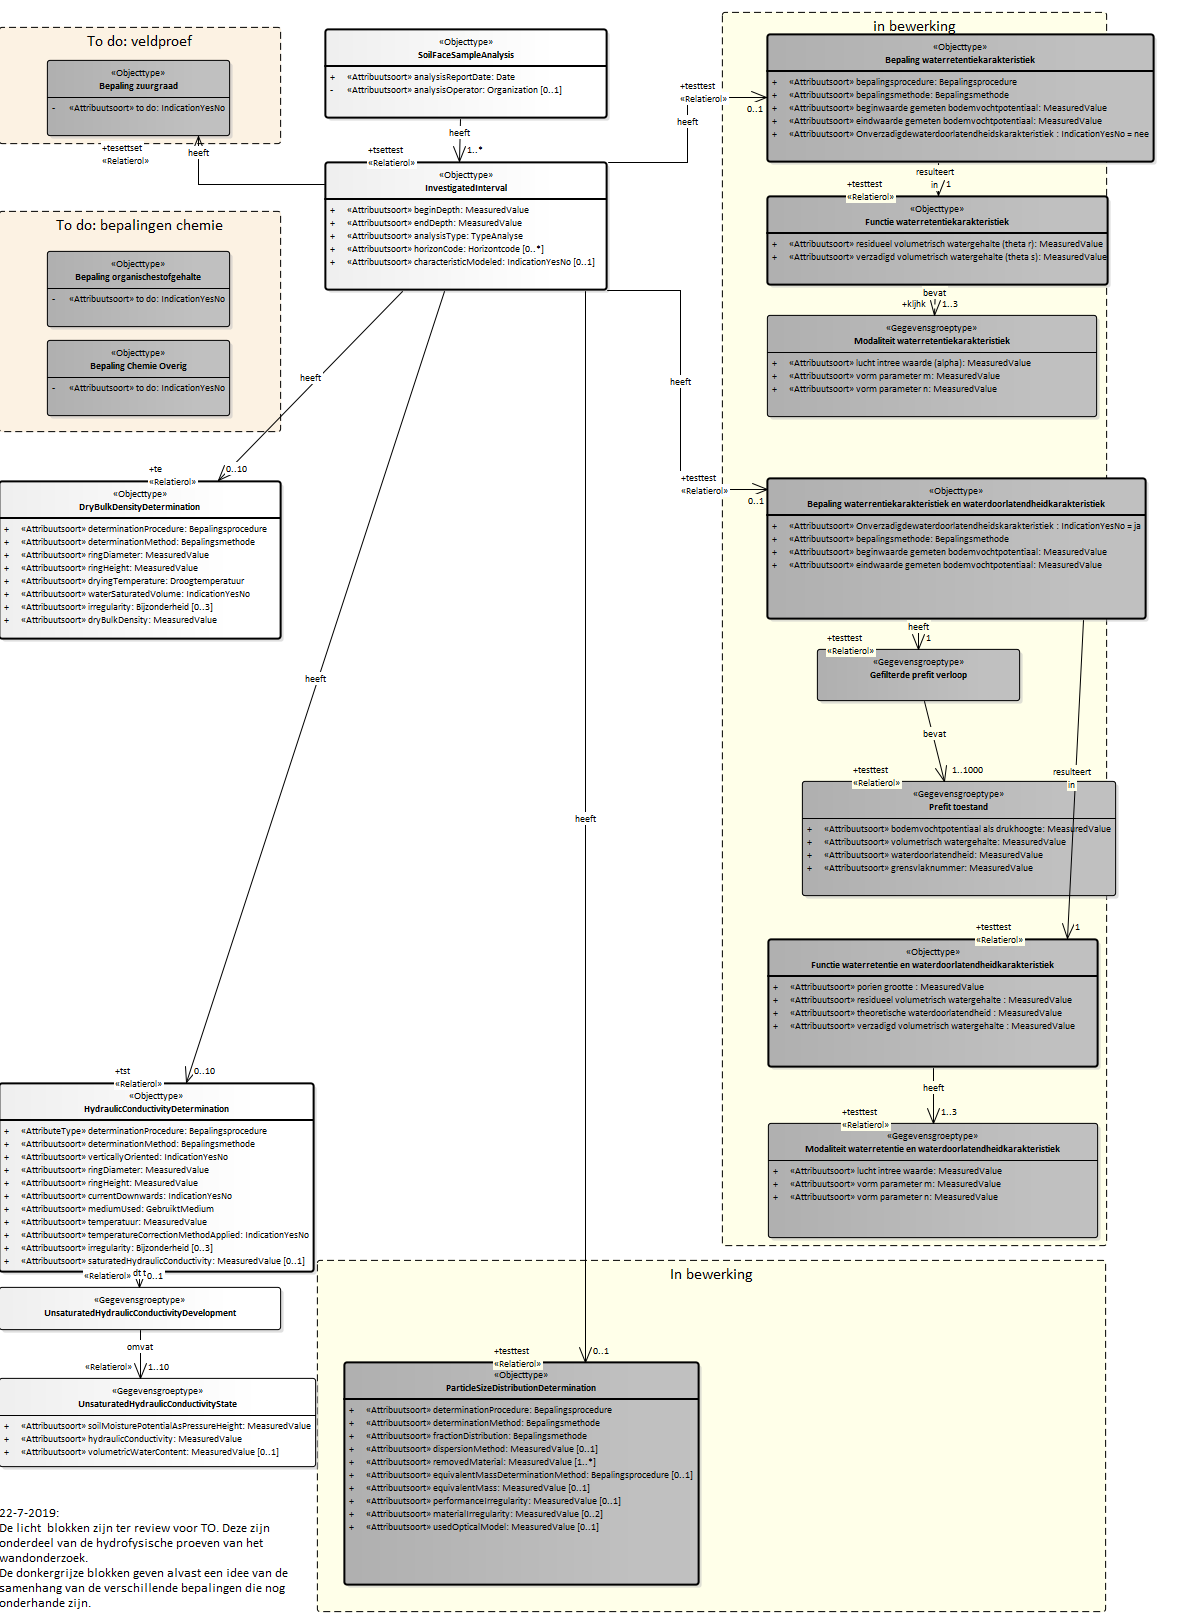 To do: veldproef
«Objecttype»
Bepaling zuurgraad
- «Attribuutsoort» to do: IndicationYesNo
+tesettset
«Relatierol»
heeft
To do: bepalingen chemie
«Objecttype»
Bepaling organischestofgehalte
- «Attribuutsoort» to do: IndicationYesNo
«Objecttype»
Bepaling Chemie Overig
- «Attribuutsoort» to do: IndicationYesNo
«Objecttype»
SoilFaceSampleAnalysis
+ «Attribuutsoort» analysisReportDate: Date
- «Attribuutsoort» analysisOperator: Organization [0..1]
heeft
+tsettest
1..*
«Relatierol»
«Objecttype»
InvestigatedInterval
+ «Attribuutsoort» beginDepth: MeasuredValue
+ «Attribuutsoort» endDepth: MeasuredValue
+ «Attribuutsoort» analysisType: TypeAnalyse
+ «Attribuutsoort» horizonCode: Horizontcode [0..*]
+ «Attribuutsoort» characteristicModeled: IndicationYesNo [0..1]
+testtest
«Relatierol»
0..1
heeft
in bewerking
«Objecttype»
Bepaling waterretentiekarakteristiek
+ «Attribuutsoort» bepalingsprocedure: Bepalingsprocedure
+ «Attribuutsoort» bepalingsmethode: Bepalingsmethode
+ «Attribuutsoort» beginwaarde gemeten bodemvochtpotentiaal: MeasuredValue
+ «Attribuutsoort» eindwaarde gemeten bodemvochtpotentiaal: MeasuredValue
+ «Attribuutsoort» Onverzadigdewaterdoorlatendheidskarakteristiek : IndicationYesNo = nee
resulteert
in
+testtest
1
«Relatierol»
«Objecttype»
Functie waterretentiekarakteristiek
+ «Attribuutsoort» residueel volumetrisch watergehalte (theta r): MeasuredValue
+ «Attribuutsoort» verzadigd volumetrisch watergehalte (theta s): MeasuredValue
bevat
+kljhk
1..3
«Gegevensgroeptype»
Modaliteit waterretentiekarakteristiek
+ «Attribuutsoort» lucht intree waarde (alpha): MeasuredValue
+ «Attribuutsoort» vorm parameter m: MeasuredValue
+ «Attribuutsoort» vorm parameter n: MeasuredValue
heeft
+testtest
«Relatierol»
0..1
«Objecttype»
Bepaling waterrentiekarakteristiek en waterdoorlatendheidkarakteristiek
+ «Attribuutsoort» Onverzadigdewaterdoorlatendheidskarakteristiek : IndicationYesNo = ja
+ «Attribuutsoort» bepalingsmethode: Bepalingsmethode
+ «Attribuutsoort» beginwaarde gemeten bodemvochtpotentiaal: MeasuredValue
+ «Attribuutsoort» eindwaarde gemeten bodemvochtpotentiaal: MeasuredValue
heeft
+testtest
1
«Relatierol»
«Gegevensgroeptype»
Gefilterde prefit verloop
bevat
+testtest
1..1000
«Relatierol»
resulteert
in
«Gegevensgroeptype»
Prefit toestand
+ «Attribuutsoort» bodemvochtpotentiaal als drukhoogte: MeasuredValue
+ «Attribuutsoort» volumetrisch watergehalte: MeasuredValue
+ «Attribuutsoort» waterdoorlatendheid: MeasuredValue
+ «Attribuutsoort» grensvlaknummer: MeasuredValue
+testtest
1
«Relatierol»
«Objecttype»
Functie waterretentie en waterdoorlatendheidkarakteristiek
+ «Attribuutsoort» porien grootte : MeasuredValue
+ «Attribuutsoort» residueel volumetrisch watergehalte : MeasuredValue
+ «Attribuutsoort» theoretische waterdoorlatendheid : MeasuredValue
+ «Attribuutsoort» verzadigd volumetrisch watergehalte : MeasuredValue
heeft
+testtest
1..3
«Relatierol»
«Gegevensgroeptype»
Modaliteit waterretentie en waterdoorlatendheidkarakteristiek
+ «Attribuutsoort» lucht intree waarde: MeasuredValue
+ «Attribuutsoort» vorm parameter m: MeasuredValue
+ «Attribuutsoort» vorm parameter n: MeasuredValue
heeft
+te
0..10
«Relatierol»
«Objecttype»
DryBulkDensityDetermination
+ «Attribuutsoort» determinationProcedure: Bepalingsprocedure
+ «Attribuutsoort» determinationMethod: Bepalingsmethode
+ «Attribuutsoort» ringDiameter: MeasuredValue
+ «Attribuutsoort» ringHeight: MeasuredValue
+ «Attribuutsoort» dryingTemperature: Droogtemperatuur
+ «Attribuutsoort» waterSaturatedVolume: IndicationYesNo
+ «Attribuutsoort» irregularity: Bijzonderheid [0..3]
+ «Attribuutsoort» dryBulkDensity: MeasuredValue
heeft
+tst
0..10
«Relatierol»
«Objecttype»
HydraulicConductivityDetermination
+ «AttributeType» determinationProcedure: Bepalingsprocedure
+ «Attribuutsoort» determinationMethod: Bepalingsmethode
+ «Attribuutsoort» verticallyOriented: IndicationYesNo
+ «Attribuutsoort» ringDiameter: MeasuredValue
+ «Attribuutsoort» ringHeight: MeasuredValue
+ «Attribuutsoort» currentDownwards: IndicationYesNo
+ «Attribuutsoort» mediumUsed: GebruiktMedium
+ «Attribuutsoort» temperatuur: MeasuredValue
+ «Attribuutsoort» temperatureCorrectionMethodApplied: IndicationYesNo
+ «Attribuutsoort» irregularity: Bijzonderheid [0..3]
+ «Attribuutsoort» saturatedHydraulicConductivity: MeasuredValue [0..1]
«Relatierol»
0..1
«Gegevensgroeptype»
UnsaturatedHydraulicConductivityDevelopment
omvat
«Relatierol»
1..10
«Gegevensgroeptype»
UnsaturatedHydraulicConductivityState
+ «Attribuutsoort» soilMoisturePotentialAsPressureHeight: MeasuredValue
+ «Attribuutsoort» hydraulicConductivity: MeasuredValue
+ «Attribuutsoort» volumetricWaterContent: MeasuredValue [0..1]
heeft
In bewerking
+testtest
0..1
«Relatierol»
«Objecttype»
ParticleSizeDistributionDetermination
+ «Attribuutsoort» determinationProcedure: Bepalingsprocedure
+ «Attribuutsoort» determinationMethod: Bepalingsmethode
+ «Attribuutsoort» fractionDistribution: Bepalingsmethode
+ «Attribuutsoort» dispersionMethod: MeasuredValue [0..1]
+ «Attribuutsoort» removedMaterial: MeasuredValue [1..*]
+ «Attribuutsoort» equivalentMassDeterminationMethod: Bepalingsprocedure [0..1]
+ «Attribuutsoort» equivalentMass: MeasuredValue [0..1]
+ «Attribuutsoort» performanceIrregularity: MeasuredValue [0..1]
+ «Attribuutsoort» materialIrregularity: MeasuredValue [0..2]
+ «Attribuutsoort» usedOpticalModel: MeasuredValue [0..1]
22-7-2019:
De licht blokken zijn ter review voor TO. Deze zijn
onderdeel van de hydrofysische proeven van het
wandonderzoek.
De donkergrijze blokken geven alvast een idee van de
samenhang van de verschillende bepalingen die nog
onderhande zijn.